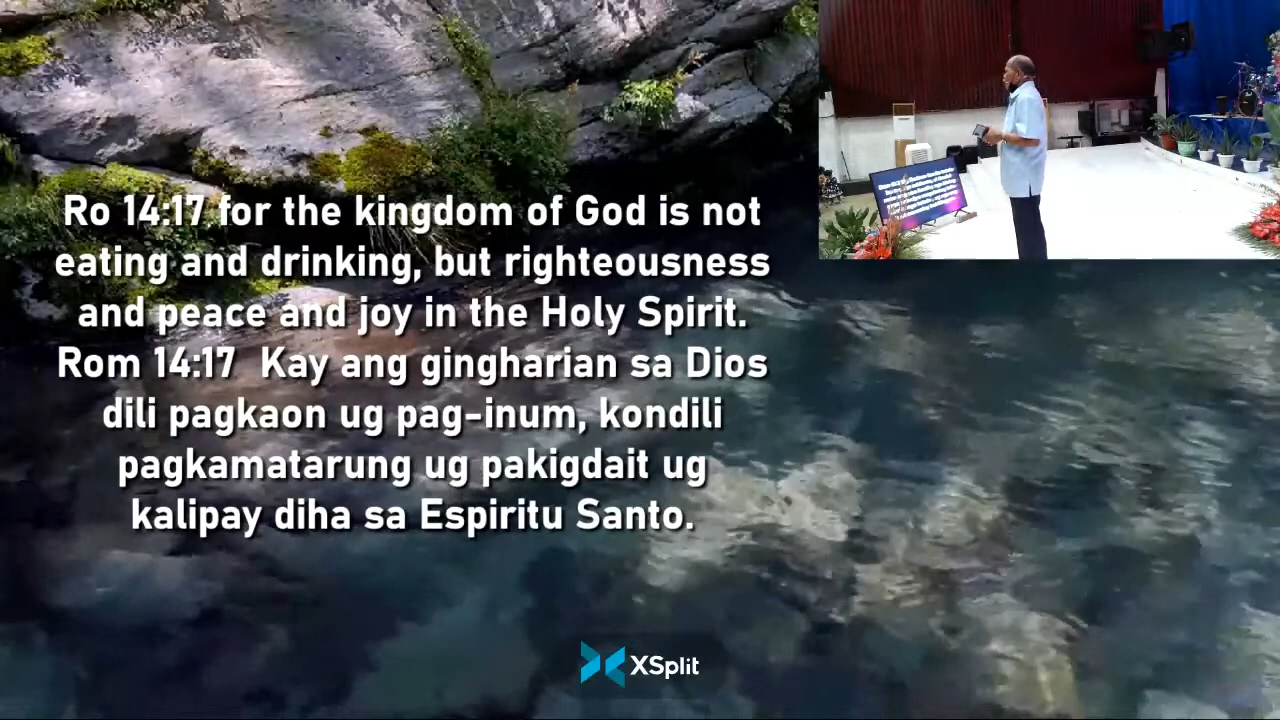 Ro 14:17 for the kingdom of God is not
eating and drinking, but righteousness
and peace and joy in the Holy Spirit.
Rom 14:17  Kay ang gingharian sa Dios
dili pagkaon ug pag-inum, kondili
pagkamatarung ug pakigdait ug
kalipay diha sa Espiritu Santo.
XSplit